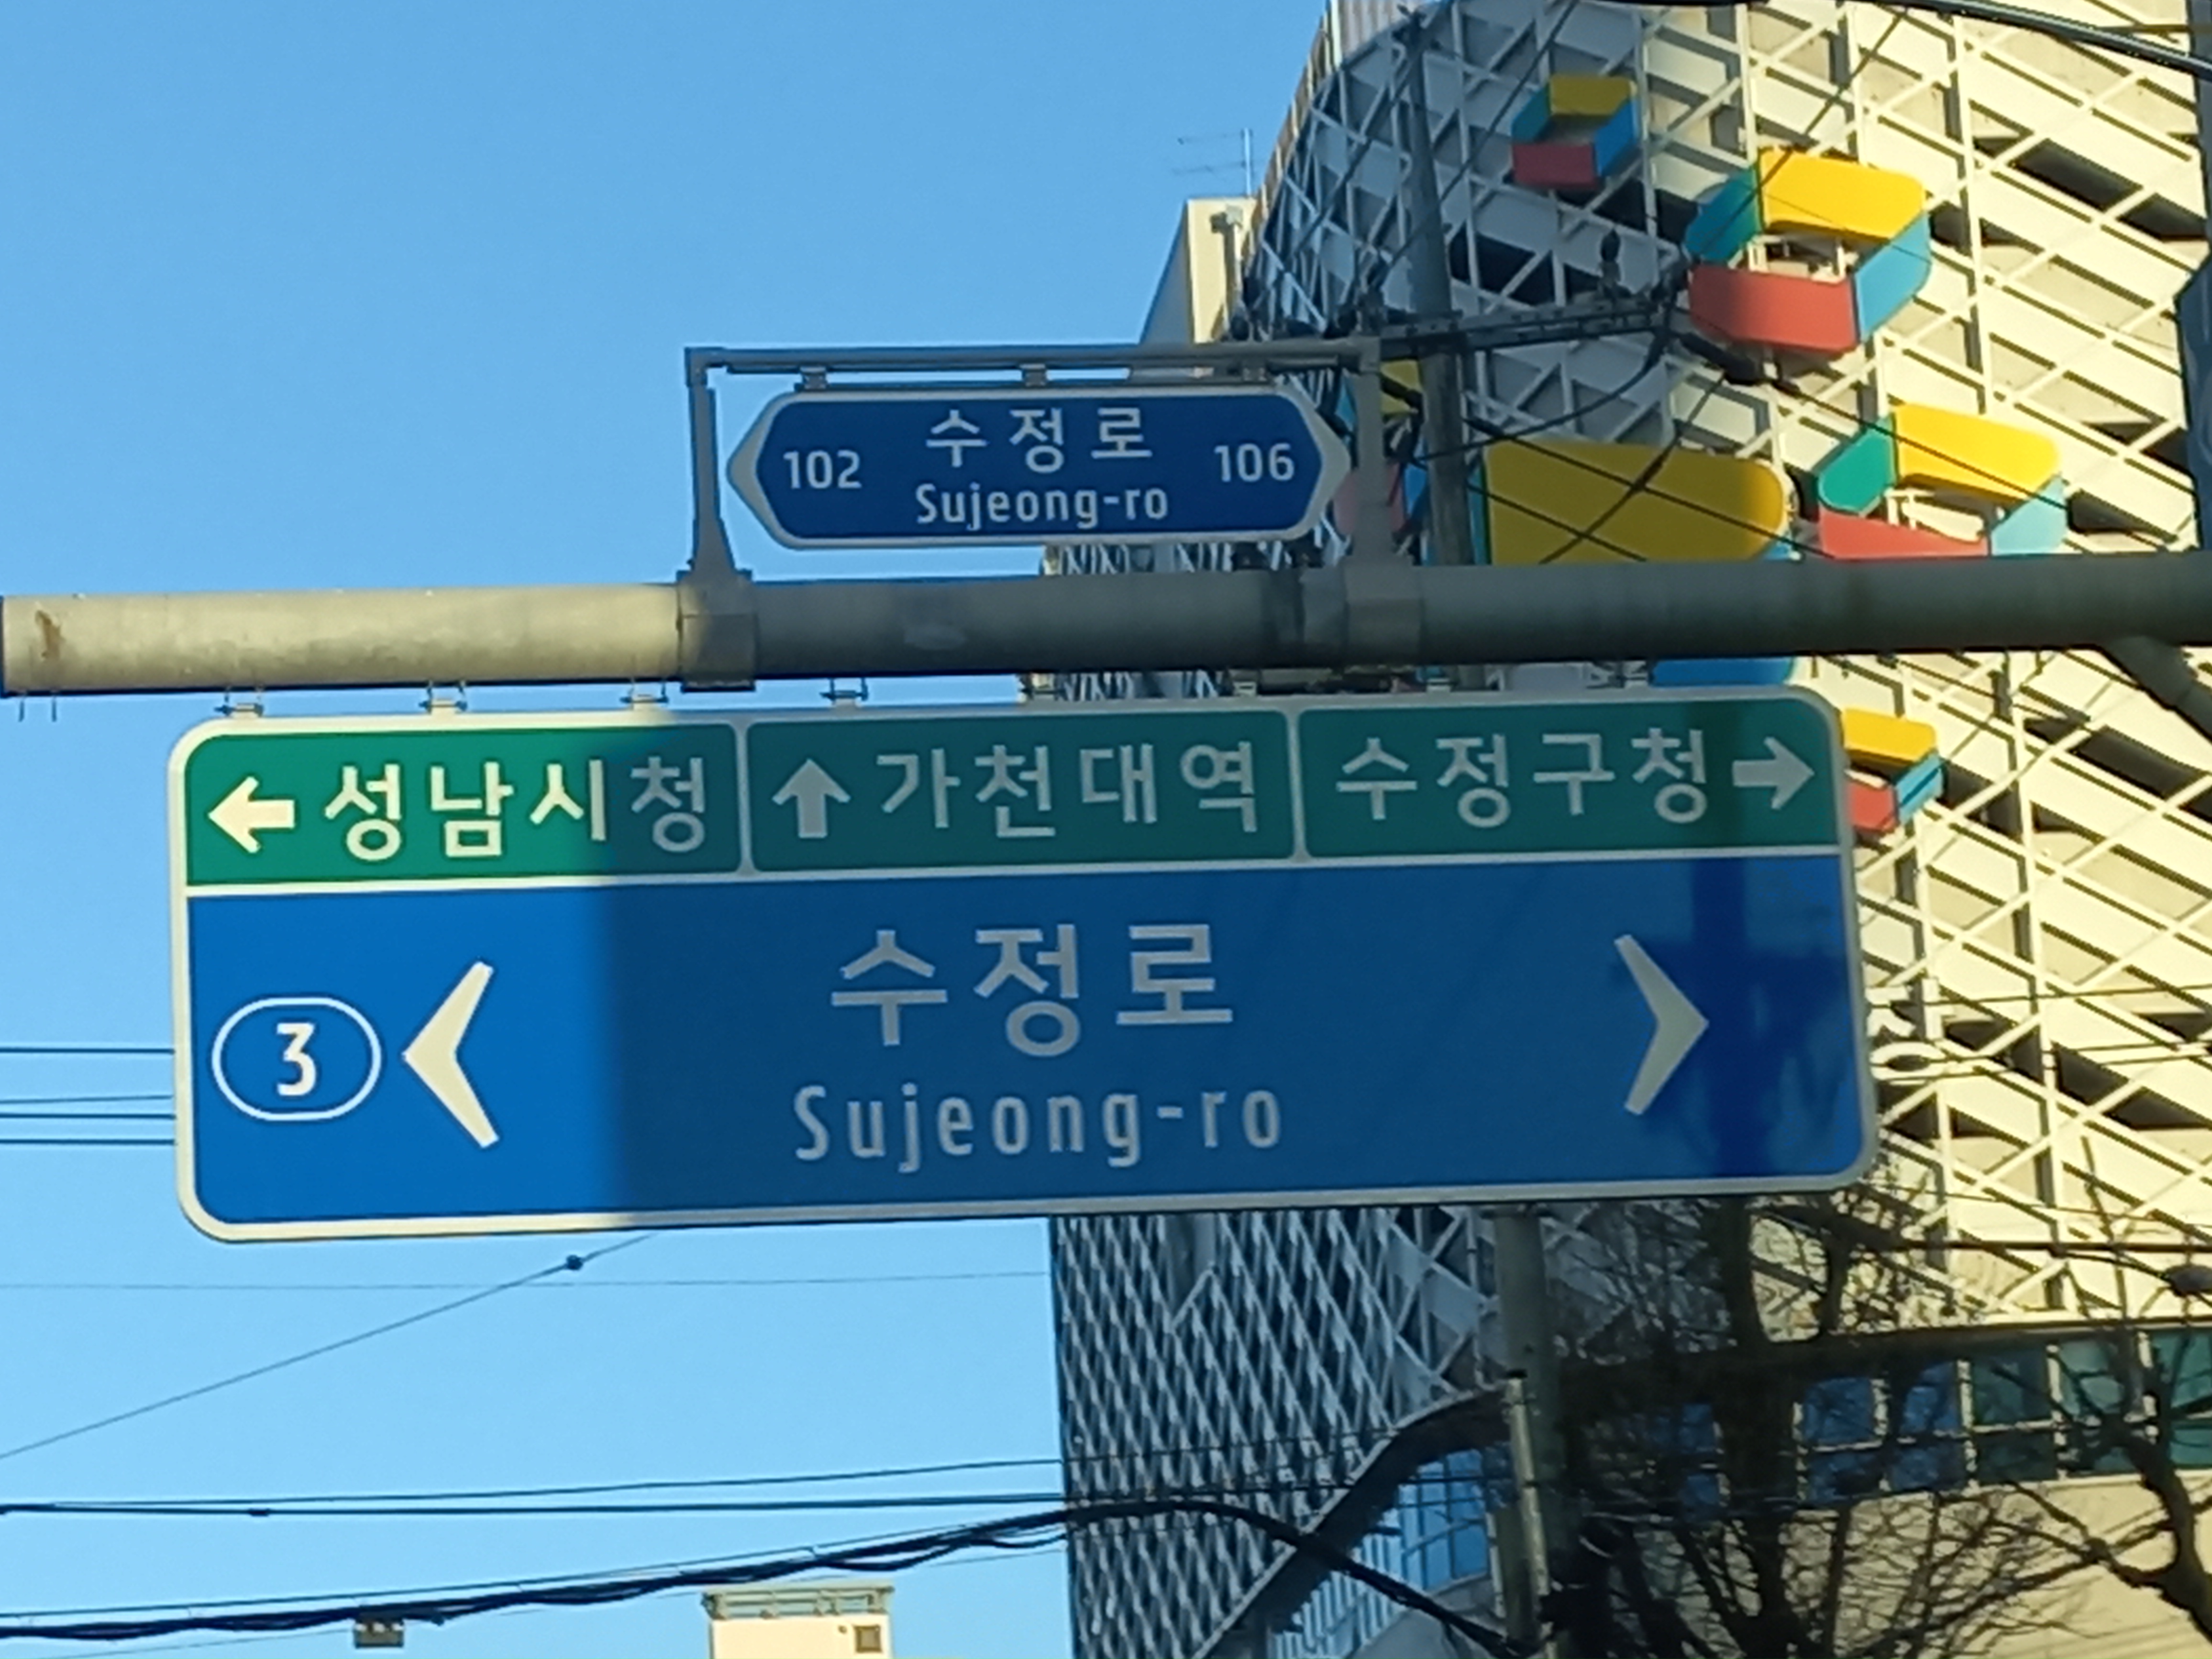 102 수정로 106
Sujeong-ro
← 성남시청 ↑ 가천대역 수정구청 →
3 수정로
Sujeong-ro